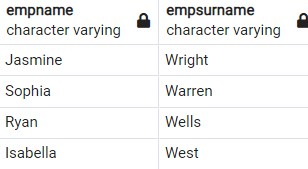 empname empsurname
character varying character varying
Jasmine Wright
Sophia Warren
Ryan Wells
Isabella West